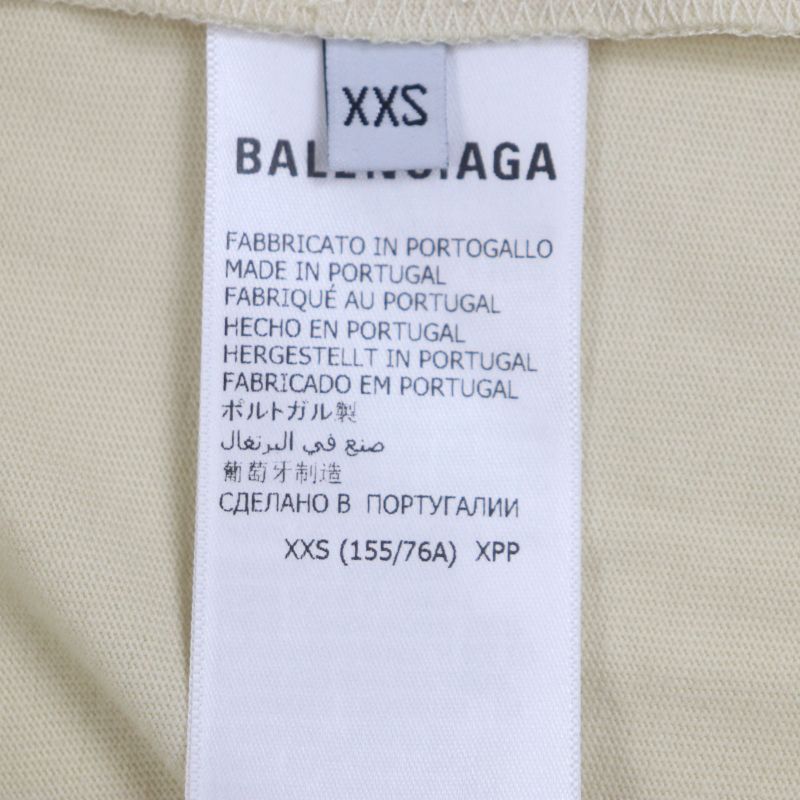 XXS
BALENCIAGA
FABBRICATO IN PORTOGALLO
MADE IN PORTUGAL
FABRIQUÉ AU PORTUGAL
HECHO EN PORTUGAL
HERGESTELLT IN PORTUGAL
FABRICADO EM PORTUGAL
ポルトガル製
صنع في البرتغال
葡萄牙制造
СДЕЛАНО В ПОРТУГАЛИИ
XXS (155/76A) XPP